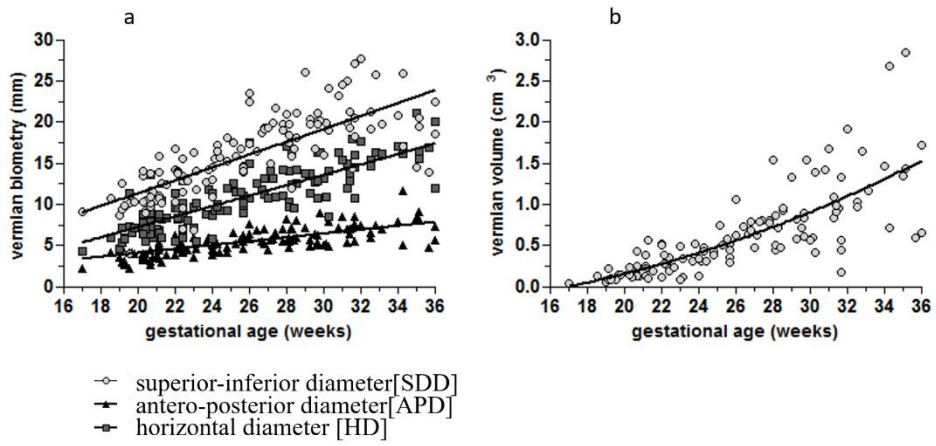 a
b
30
25
20
15
10
5
0
vermian biometry (mm)
16 18 20 22 24 26 28 30 32 34 36
gestational age (weeks)
3.0
2.5
2.0
1.5
1.0
0.5
0.0
vermian volume (cm 3)
16 18 20 22 24 26 28 30 32 34 36
gestational age (weeks)
superior-inferior diameter[SDD]
antero-posterior diameter[APD]
horizontal diameter [HD]